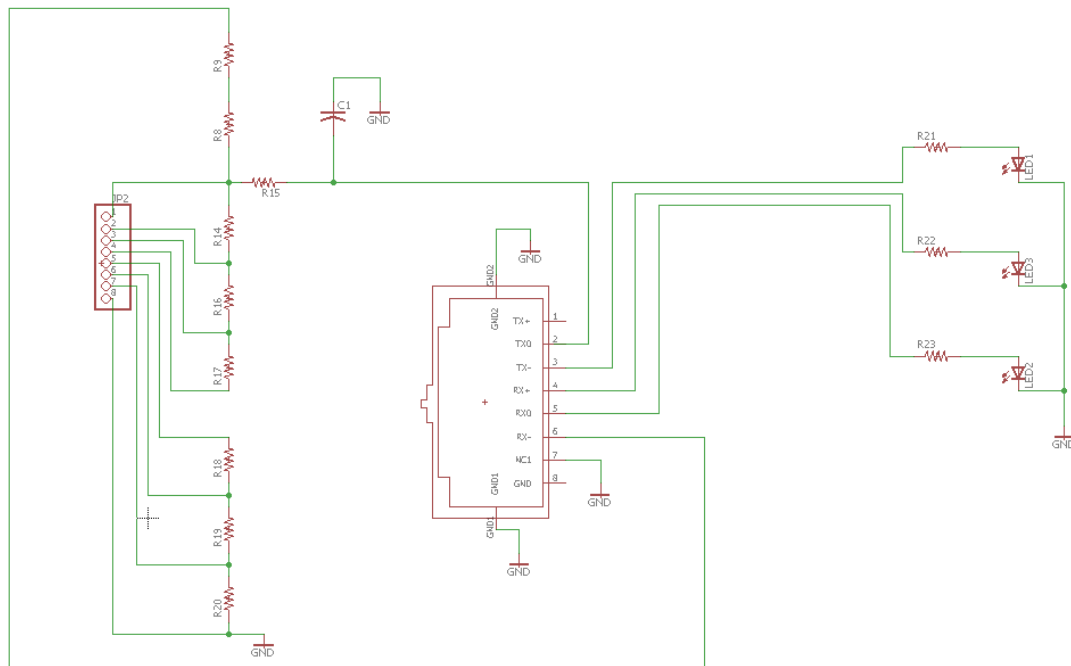 R9
R8
C1
GND
R15
JP2
1
2
3
4
5
6
7
8
R14
R16
R17
R18
R19
R20
GND
GND
GND2
GND2
TX+ 1
TX0 2
TX- 3
RX+ 4
RX0 5
RX- 6
NC1 7
GND 8
GND1
GND1
GND
GND
R21
LED1
R22
LED3
R23
LED2
GND